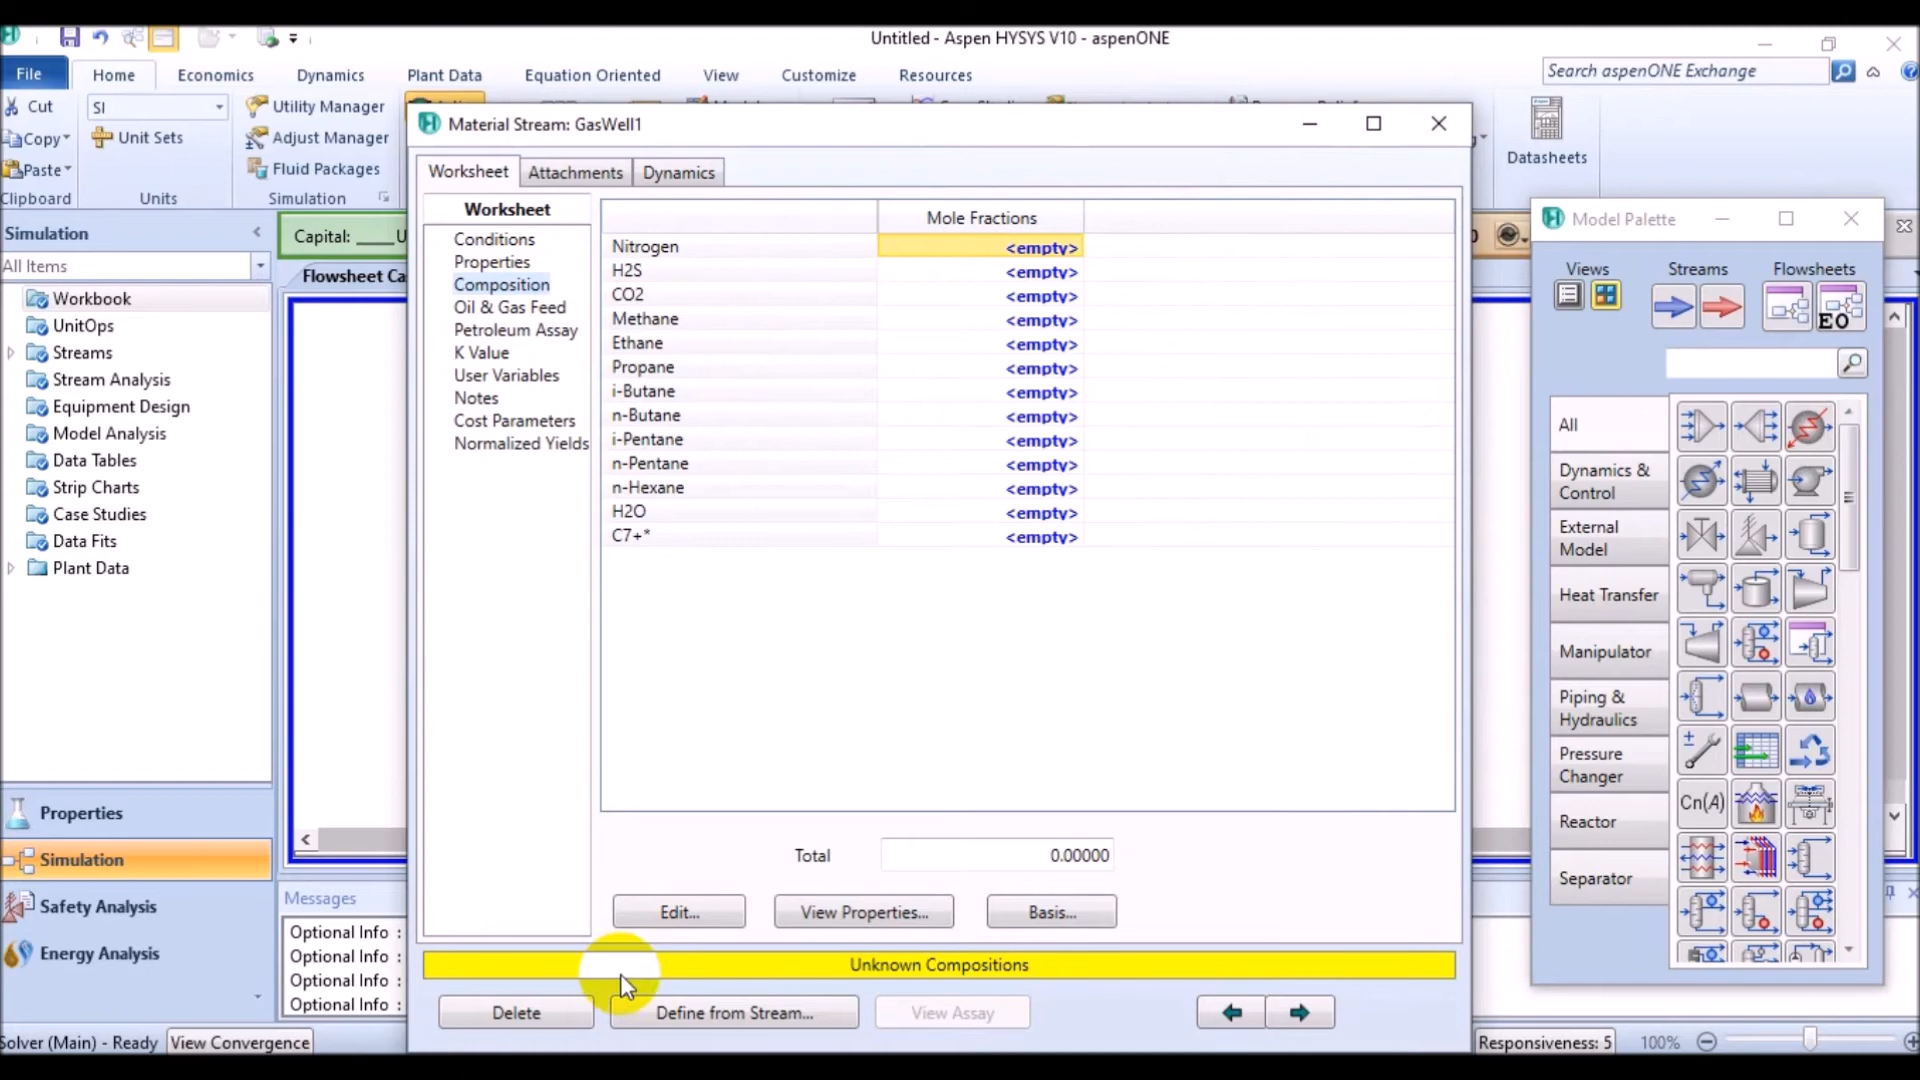 Untitled - Aspen HYSYS V10 - aspenONE
File Home Economics Dynamics Plant Data Equation Oriented View Customize Resources
Search aspenONE Exchange
Cut
Copy
Paste
Clipboard
SI
Unit Sets
Units
Utility Manager
Adjust Manager
Fluid Packages
Simulation
Datasheets
Simulation
All Items
Workbook
UnitOps
Streams
Stream Analysis
Equipment Design
Model Analysis
Data Tables
Strip Charts
Case Studies
Data Fits
Plant Data
Properties
Simulation
Safety Analysis
Energy Analysis
Capital: ____U
Flowsheet Ca
Messages
Optional Info :
Optional Info :
Optional Info :
Optional Info :
Material Stream: GasWell1
Worksheet Attachments Dynamics
Worksheet
Conditions
Properties
Composition
Oil & Gas Feed
Petroleum Assay
K Value
User Variables
Notes
Cost Parameters
Normalized Yields
Mole Fractions
Nitrogen <empty>
H2S <empty>
CO2 <empty>
Methane <empty>
Ethane <empty>
Propane <empty>
i-Butane <empty>
n-Butane <empty>
i-Pentane <empty>
n-Pentane <empty>
n-Hexane <empty>
H2O <empty>
C7+* <empty>
Total 0.00000
Edit... View Properties... Basis...
Unknown Compositions
Delete Define from Stream... View Assay
Model Palette
Views Streams Flowsheets
EO
All
Dynamics &
Control
External
Model
Heat Transfer
Manipulator
Piping &
Hydraulics
Pressure
Changer
Reactor
Separator
Cn(A)
Solver (Main) - Ready View Convergence
Responsiveness: 5 100%